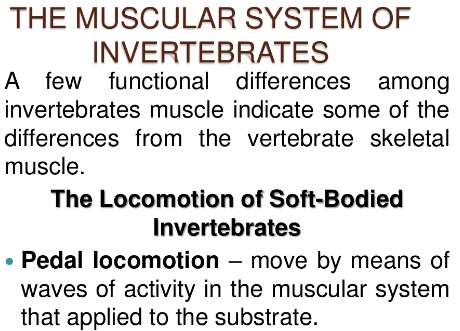 THE MUSCULAR SYSTEM OF
INVERTEBRATES
A few functional differences among
invertebrates muscle indicate some of the
differences from the vertebrate skeletal
muscle.
The Locomotion of Soft-Bodied
Invertebrates
• Pedal locomotion – move by means of
waves of activity in the muscular system
that applied to the substrate.